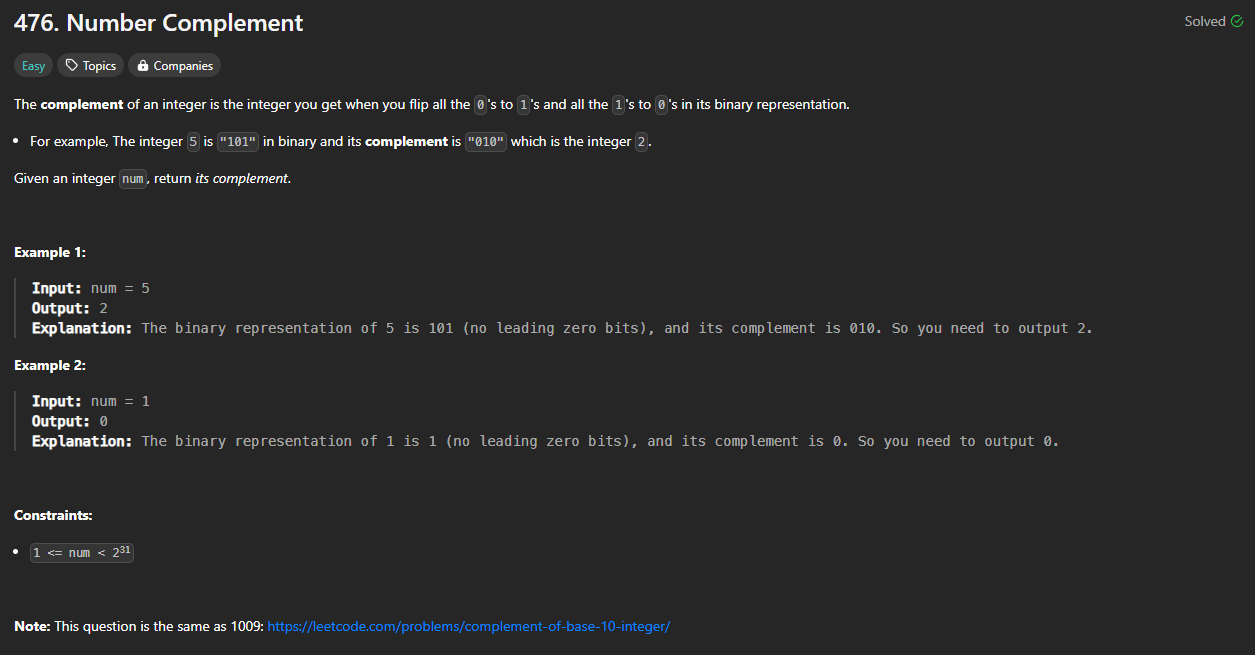 476. Number Complement
Solved
Easy Topics Companies
The complement of an integer is the integer you get when you flip all the 0's to 1's and all the 1's to 0's in its binary representation.
• For example, The integer 5 is "101" in binary and its complement is "010" which is the integer 2.
Given an integer num, return its complement.
Example 1:
Input: num = 5
Output: 2
Explanation: The binary representation of 5 is 101 (no leading zero bits), and its complement is 010. So you need to output 2.
Example 2:
Input: num = 1
Output: 0
Explanation: The binary representation of 1 is 1 (no leading zero bits), and its complement is 0. So you need to output 0.
Constraints:
• 1 <= num < 2³¹
Note: This question is the same as 1009: https://leetcode.com/problems/complement-of-base-10-integer/